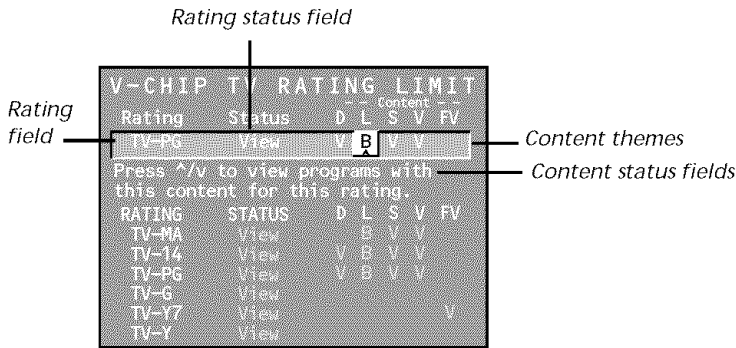 Rating status field
V-CHIP TV RATING LIMIT
-- Content --
Rating Status D L S V FV
Rating field
TV-PG View V B V V
Content themes
Content status fields
Press ^/v to view programs with
this content for this rating.
RATING STATUS D L S V FV
TV-MA View B V V
TV-14 View V B V V
TV-PG View V B V V
TV-G View
TV-Y7 View V
TV-Y View